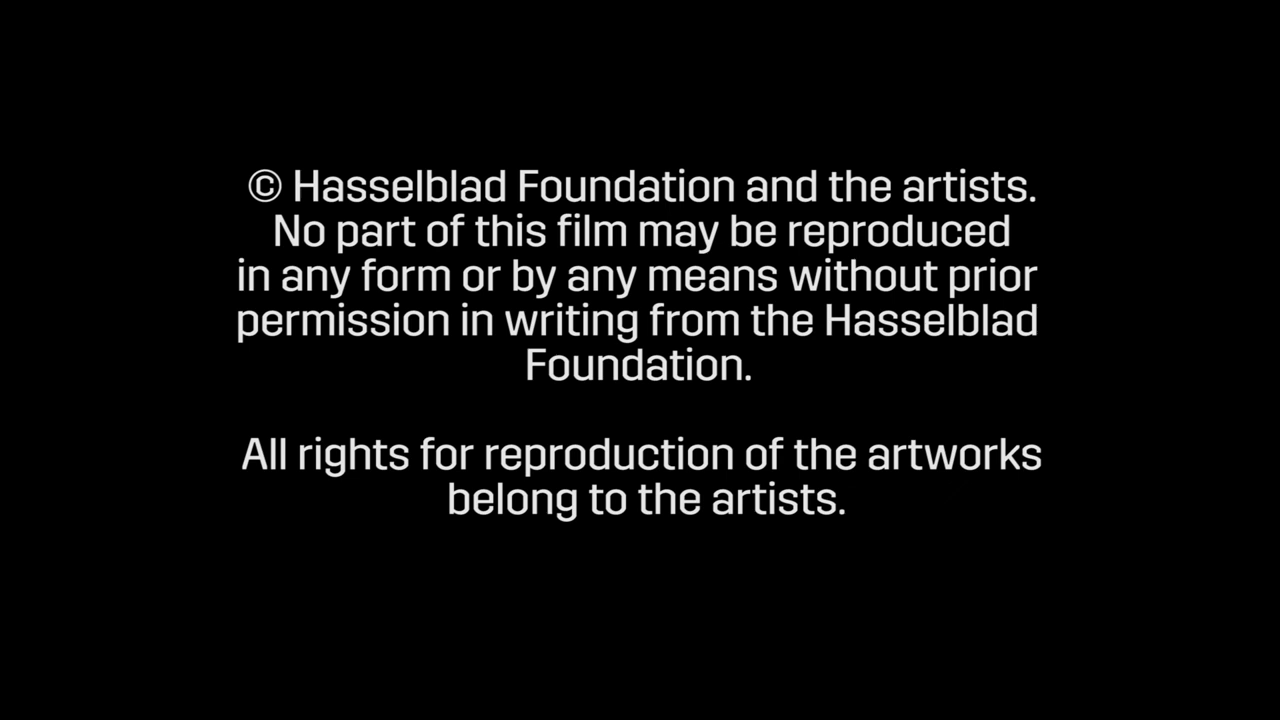 © Hasselblad Foundation and the artists.
No part of this film may be reproduced
in any form or by any means without prior
permission in writing from the Hasselblad
Foundation.
All rights for reproduction of the artworks
belong to the artists.